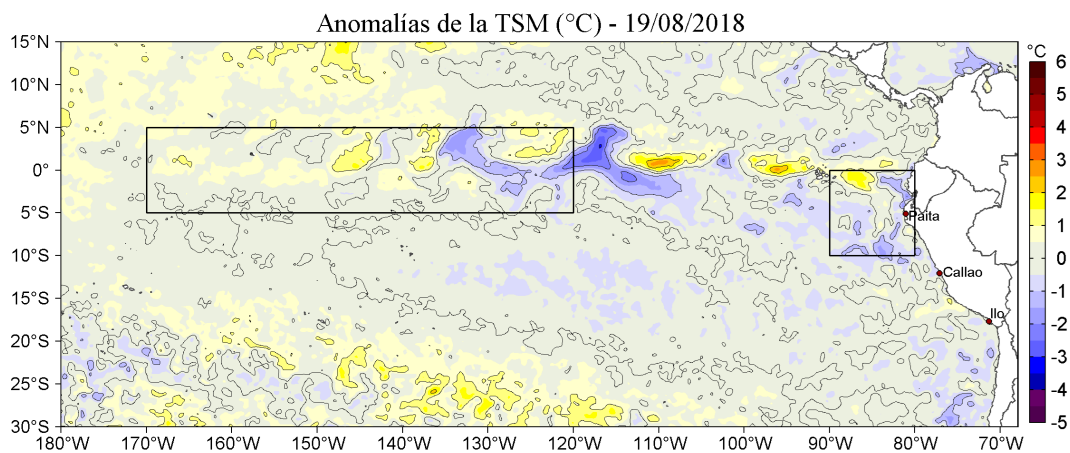 Anomalías de la TSM (°C) - 19/08/2018
15°N
10°N
5°N
0°
5°S
10°S
15°S
20°S
25°S
30°S
180°W
170°W
160°W
150°W
140°W
130°W
120°W
110°W
100°W
90°W
80°W
70°W
Paita
Callao
Ilo
°C
6
5
4
3
2
1
0
-1
-2
-3
-4
-5